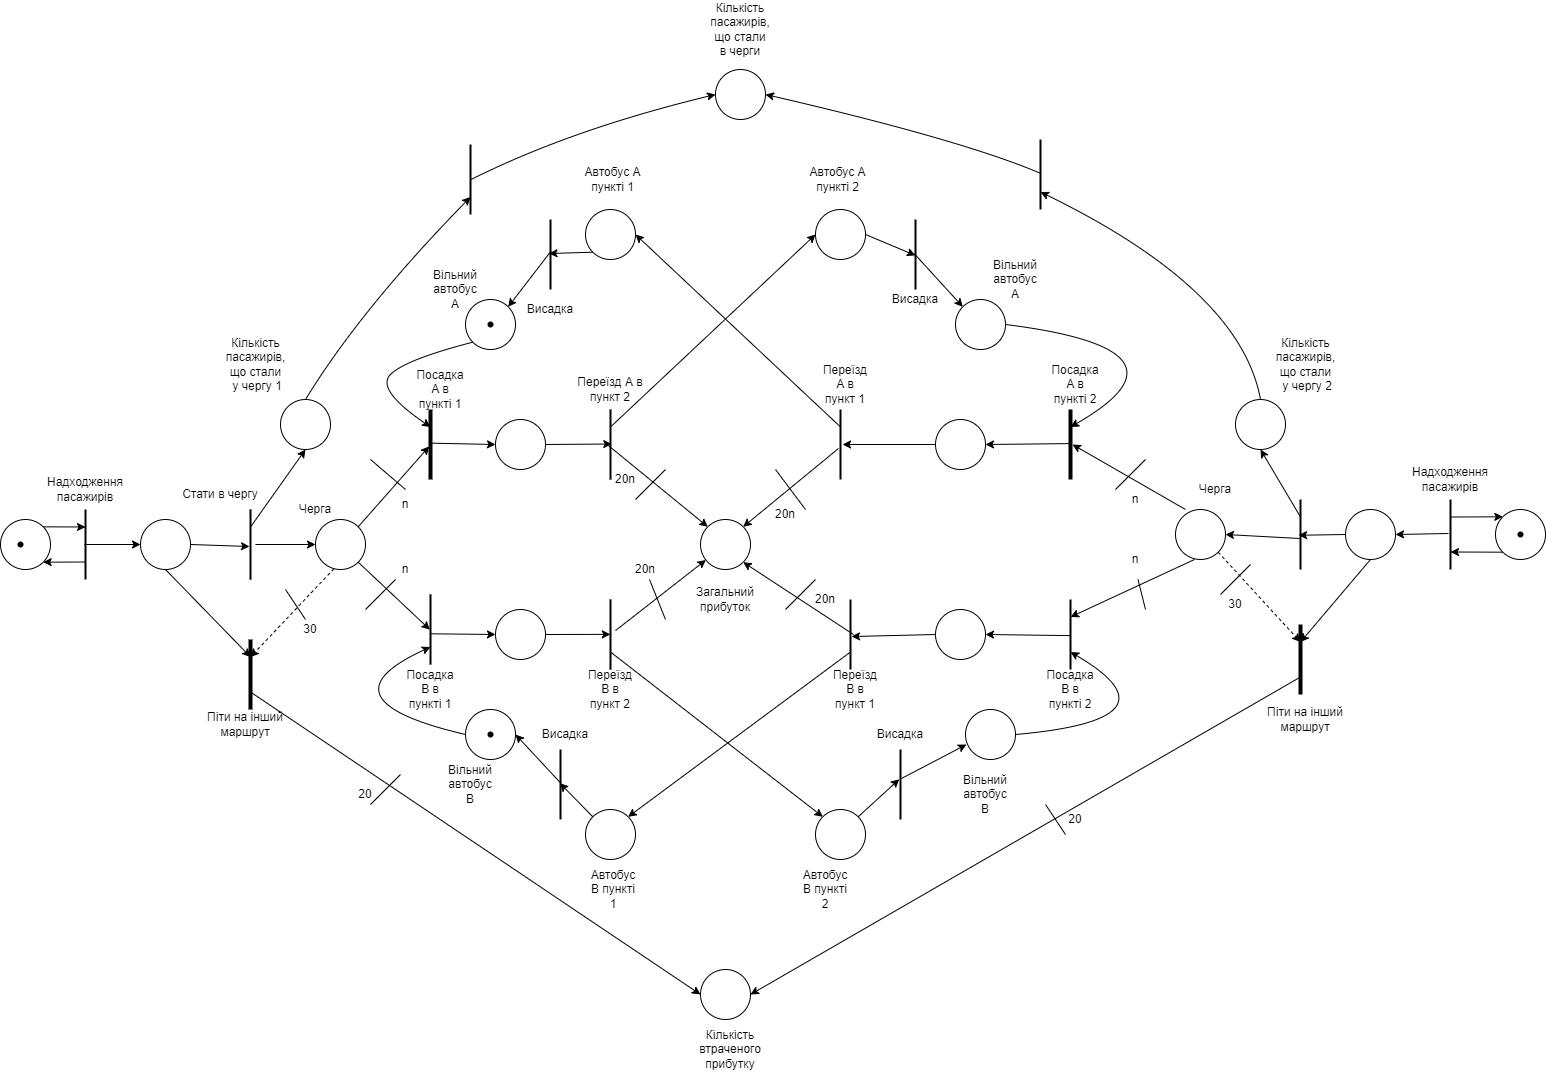 Кількість
пасажирів,
що стали
в черги
Автобус А
пункті 1
Автобус А
пункті 2
Вільний
автобус
А
Висадка
Висадка
Вільний
автобус
А
Кількість
пасажирів,
що стали
у чергу 1
Посадка
А в
пункті 1
Переїзд А в
пункт 2
Переїзд
А в
пункт 1
Посадка
А в
пункті 2
Кількість
пасажирів,
що стали
у чергу 2
Надходження
пасажирів
Стати в чергу
Черга
n
20n
20n
n
Черга
Надходження
пасажирів
n
20n
Загальний
прибуток
20n
n
30
30
Піти на інший
маршрут
Посадка
В в
пункті 1
Переїзд
В в
пункт 2
Переїзд
В в
пункт 1
Посадка
В в
пункті 2
Піти на інший
маршрут
Висадка
Висадка
Вільний
автобус
В
Вільний
автобус
В
20
20
Автобус
В пункті
1
Автобус
В пункті
2
Кількість
втраченого
прибутку